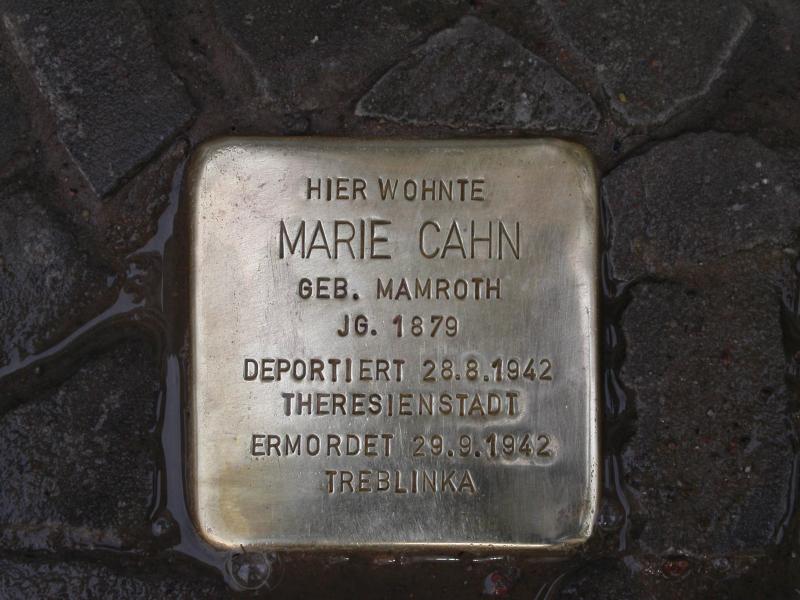 HIER WOHNTE
MARIE CAHN
GEB. MAMROTH
JG. 1879
DEPORTIERT 28.8.1942
THERESIENSTADT
ERMORDET 29.9.1942
TREBLINKA